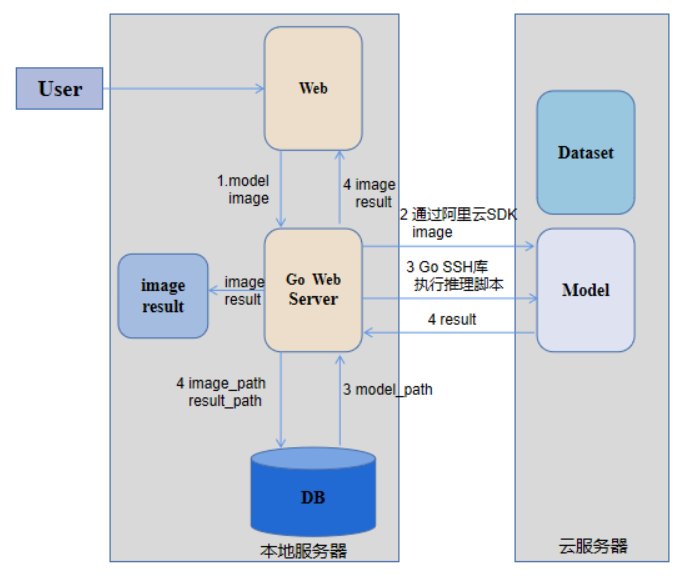 User
Web
Dataset
1.model
image
4 image
result
2 通过阿里云SDK
image
image
result
image
result
Go Web
Server
3 Go SSH库
执行推理脚本
Model
4 result
4 image_path
result_path
3 model_path
DB
本地服务器
云服务器